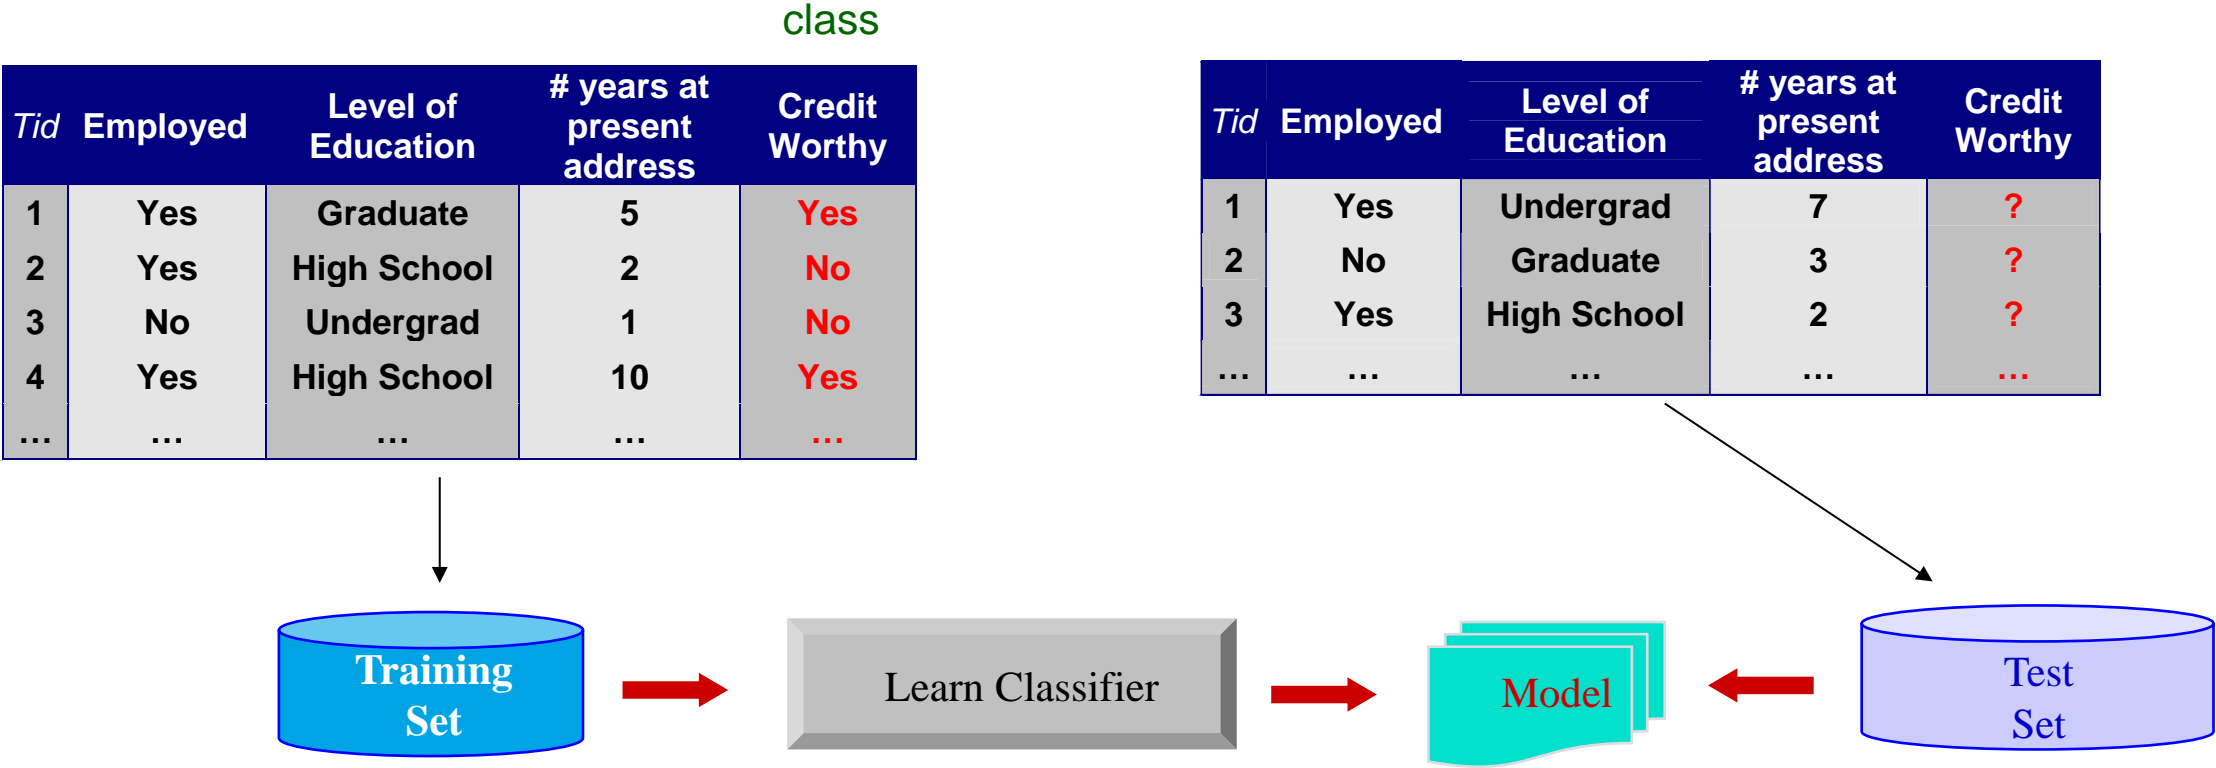 class
Tid Employed Level of Education # years at present address Credit Worthy
1 Yes Graduate 5 Yes
2 Yes High School 2 No
3 No Undergrad 1 No
4 Yes High School 10 Yes
… … … … …
Tid Employed Level of Education # years at present address Credit Worthy
1 Yes Undergrad 7 ?
2 No Graduate 3 ?
3 Yes High School 2 ?
… … … … …
Training
Set
Learn Classifier
Model
Test
Set